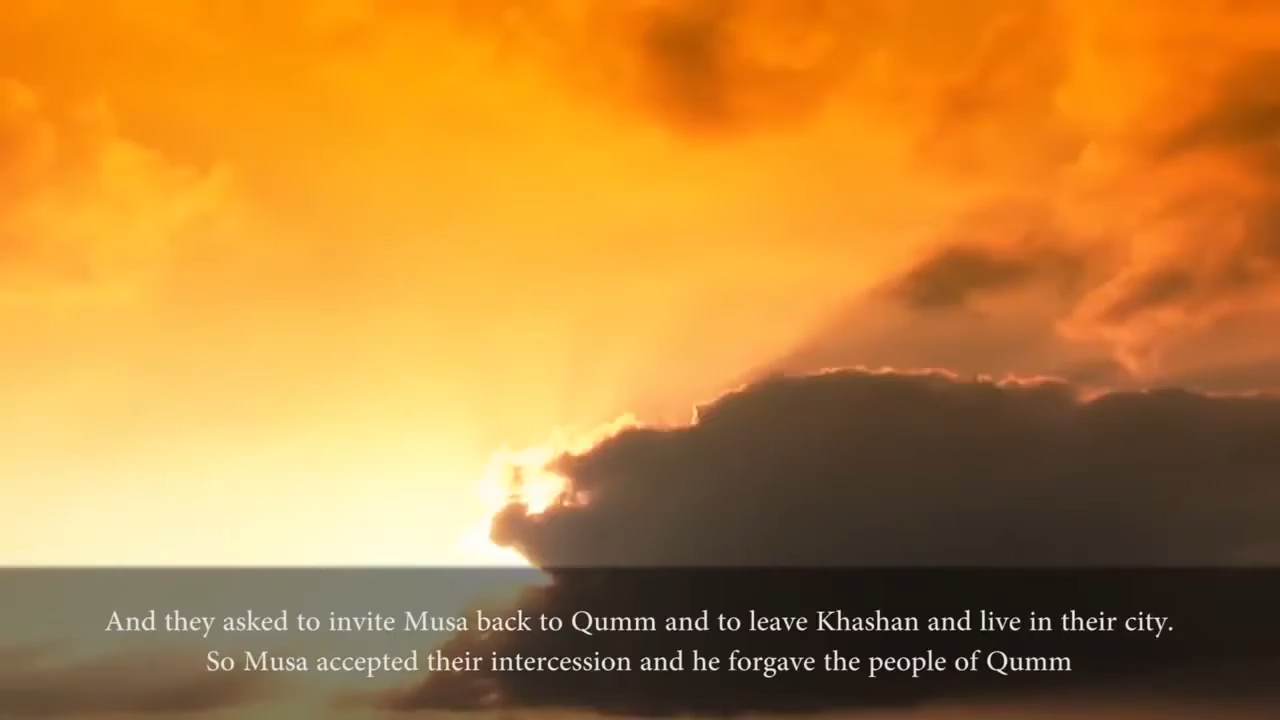 And they asked to invite Musa back to Qumm and to leave Khashan and live in their city.
So Musa accepted their intercession and he forgave the people of Qumm